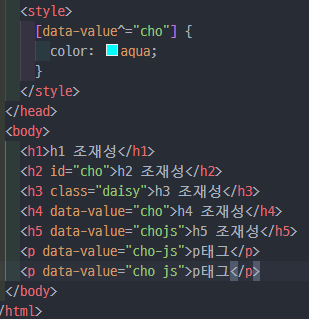 <style>
[data-value^="cho"] {
color: aqua;
}
</style>
</head>
<body>
<h1>h1 조재성</h1>
<h2 id="cho">h2 조재성</h2>
<h3 class="daisy">h3 조재성</h3>
<h4 data-value="cho">h4 조재성</h4>
<h5 data-value="chojs">h5 조재성</h5>
<p data-value="cho-js">p태그</p>
<p data-value="cho js">p태그</p>
</body>
</html>